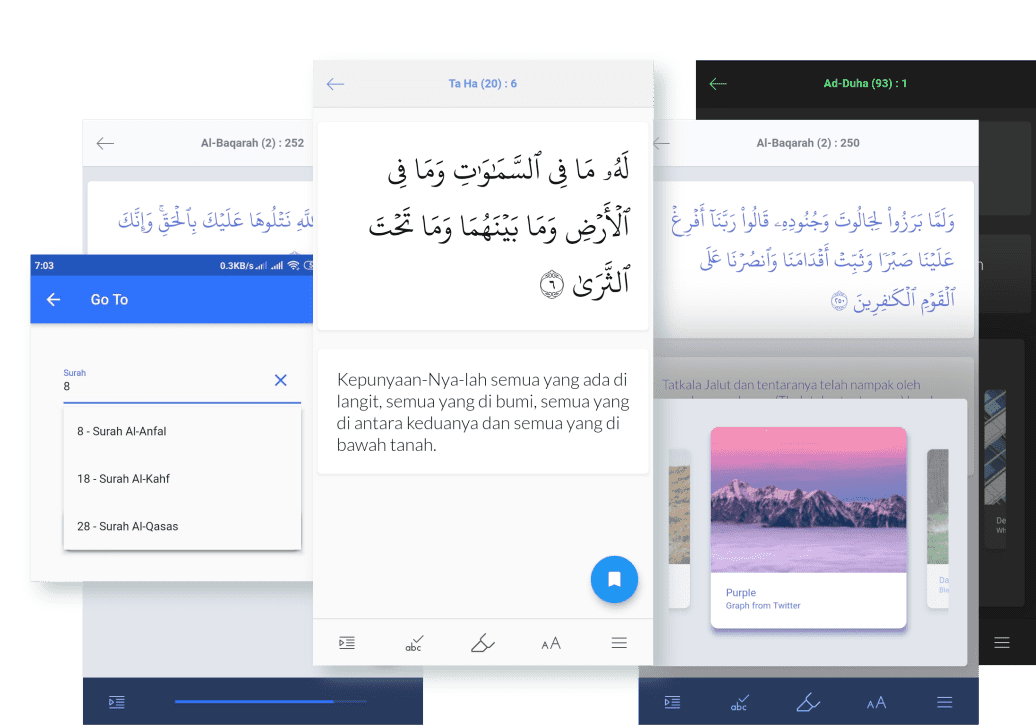 Ta Ha (20) : 6
لَهُۥ مَا فِى ٱلسَّمَـٰوَٰتِ وَمَا فِى
ٱلْأَرْضِ وَمَا بَيْنَهُمَا وَمَا تَحْتَ
ٱلثَّرَىٰ ٦
Kepunyaan-Nya-lah semua yang ada di
langit, semua yang di bumi, semua yang
di antara keduanya dan semua yang di
bawah tanah.
abc
AA
Al-Baqarah (2) : 252
نَتْلُوهَا عَلَيْكَ بِٱلْحَقِّ ۚ وَإِنَّكَ
7:03
0.3KB/s
Go To
Surah
8
8 - Surah Al-Anfal
18 - Surah Al-Kahf
28 - Surah Al-Qasas
Al-Baqarah (2) : 250
وَلَمَّا بَرَزُوا۟ لِجَالُوتَ وَجُنُودِهِۦ قَالُوا۟ رَبَّنَآ أَفْرِغْ
عَلَيْنَا صَبْرًا وَثَبِّتْ أَقْدَامَنَا وَٱنصُرْنَا عَلَى
ٱلْقَوْمِ ٱلْكَـٰفِرِينَ ٢٥٠
Tatkala Jalut dan tentaranya telah nampak oleh
Purple
Graph from Twitter
abc
AA
Ad-Duha (93) : 1